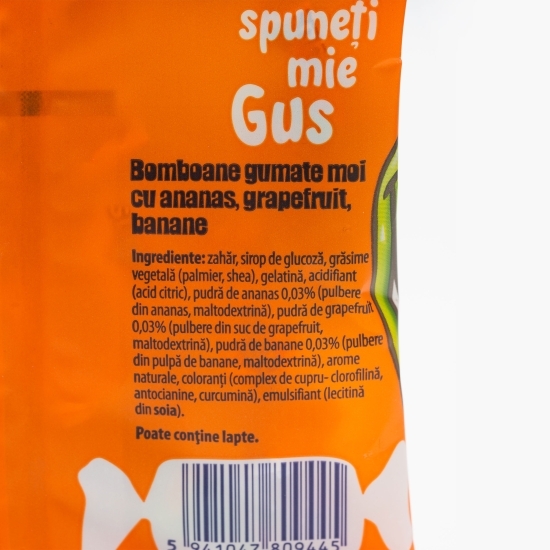 spuneți
mie
Gus
Bomboane gumate moi
cu ananas, grapefruit,
banane
Ingrediente: zahăr, sirop de glucoză, grăsime
vegetală (palmier, shea), gelatină, acidifiant
(acid citric), pudră de ananas 0,03% (pulbere
din ananas, maltodextrină), pudră de grapefruit
0,03% (pulbere din suc de grapefruit,
maltodextrină), pudră de banane 0,03% (pulbere
din pulpă de banane, maltodextrină), arome
naturale, coloranți (complex de cupru- clorofilină,
antocianine, curcumină), emulsifiant (lecitină
din soia).
Poate conține lapte.
5 941047 809445